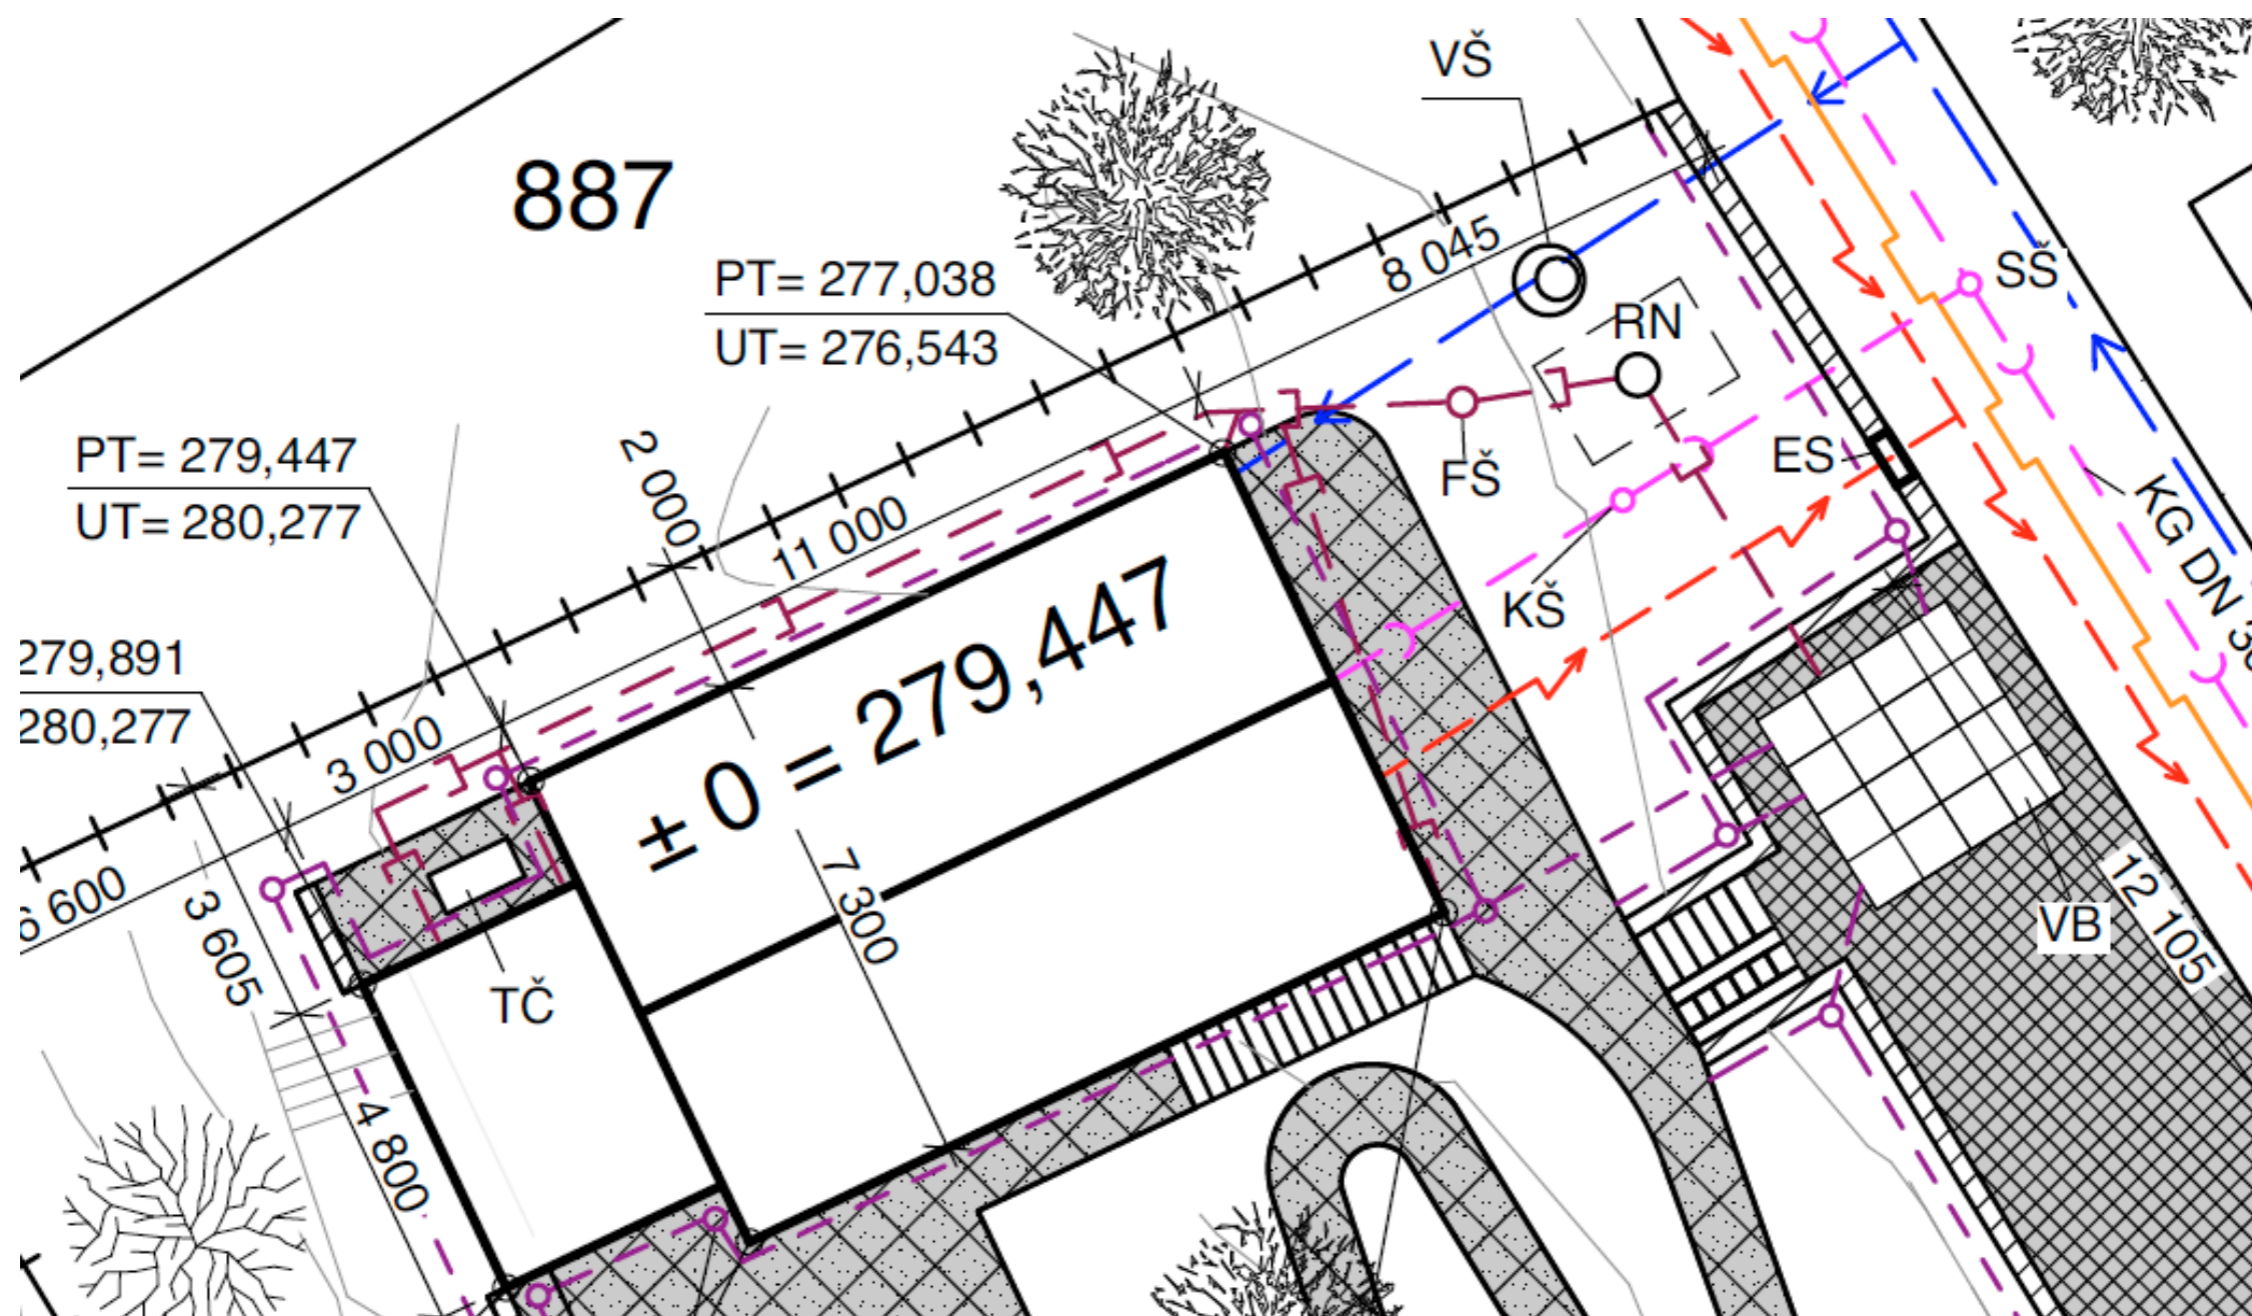 VŠ
887
8 045
SŠ
PT= 277,038
UT= 276,543
RN
PT= 279,447
UT= 280,277
2 000
11 000
FŠ
ES
KŠ
KG DN
279,891
280,277
3 000
± 0 = 279,447
6 600
3 605
7 300
TČ
VB
12 105
4 800